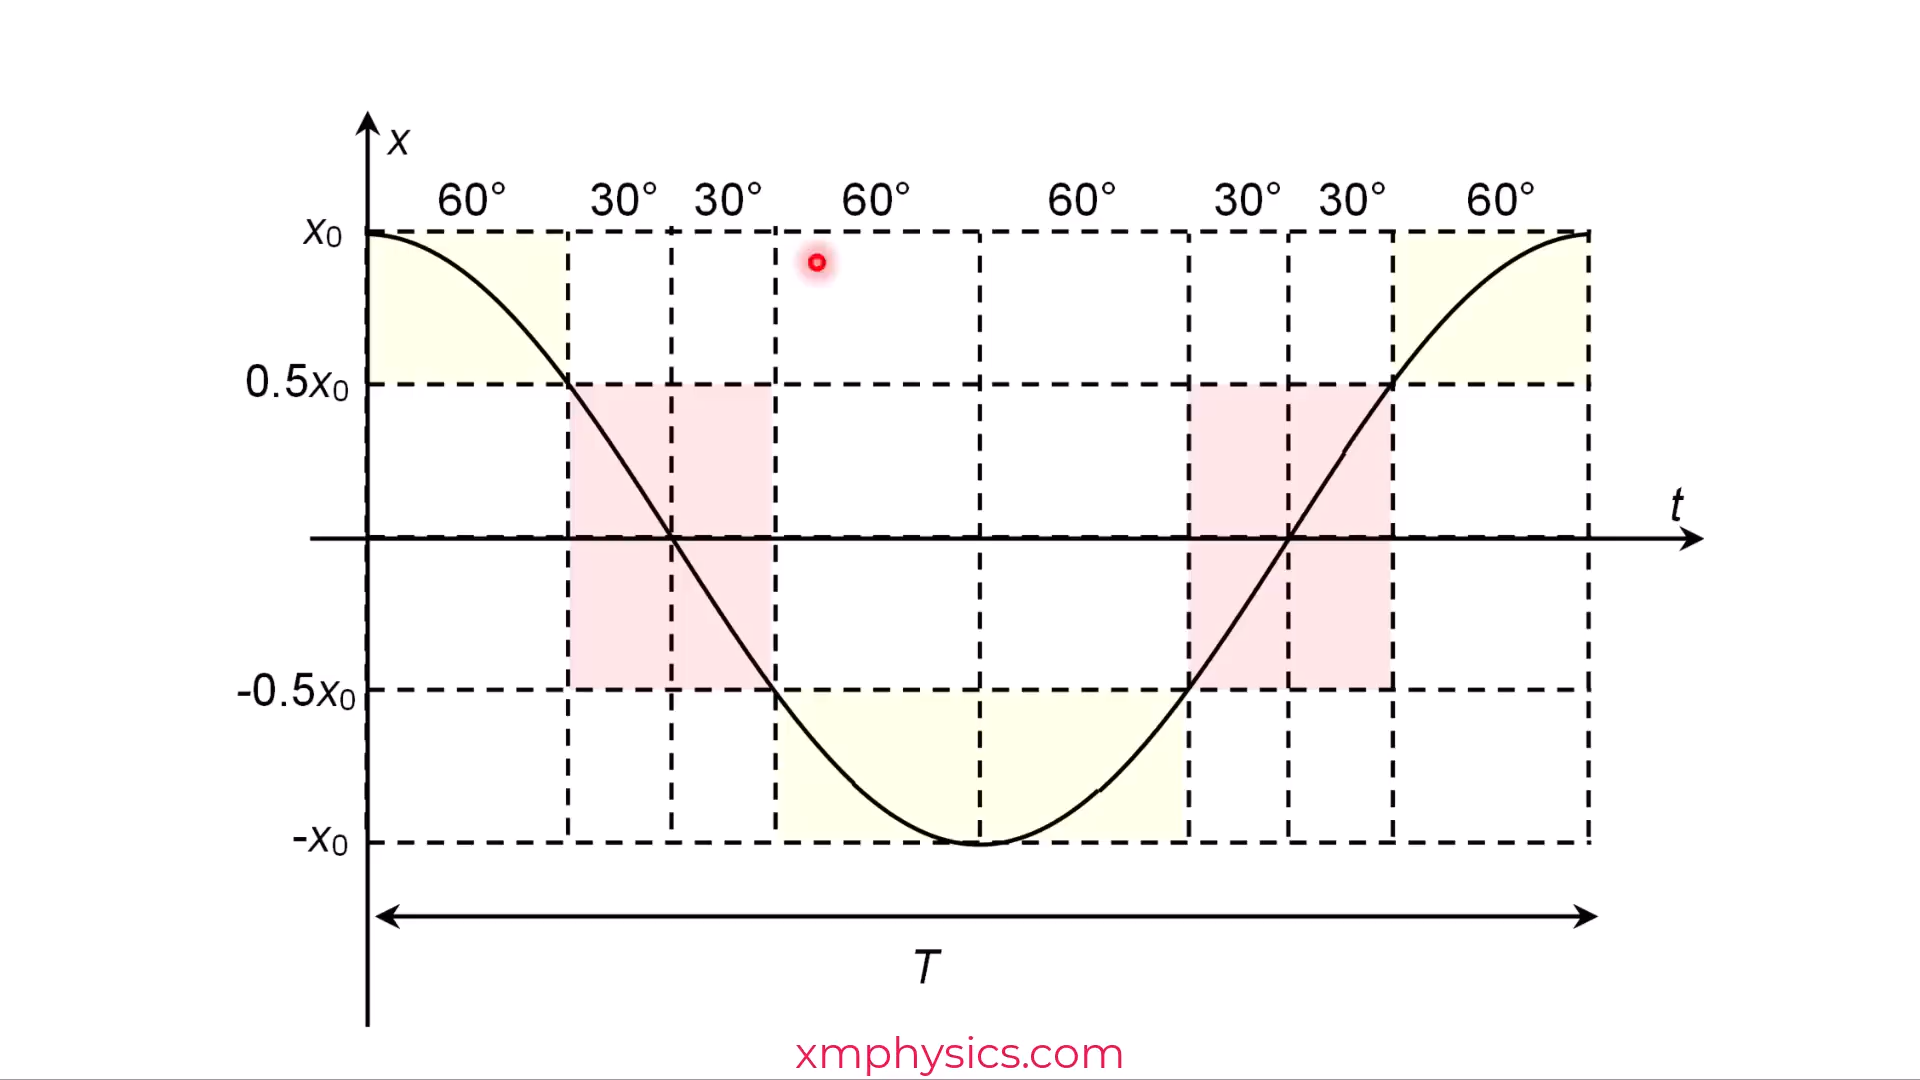 x
60° 30° 30° 60° 60° 30° 30° 60°
x₀
0.5x₀
t
-0.5x₀
-x₀
T
xmphysics.com